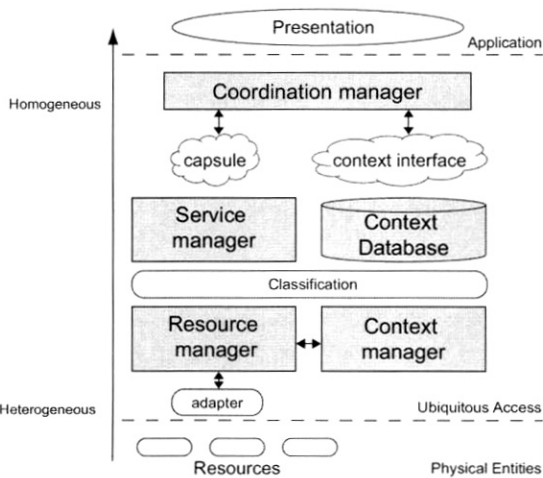 Presentation
Application
Homogeneous
Coordination manager
capsule
context interface
Service
manager
Context
Database
Classification
Resource
manager
Context
manager
adapter
Heterogeneous
Ubiquitous Access
Resources
Physical Entities